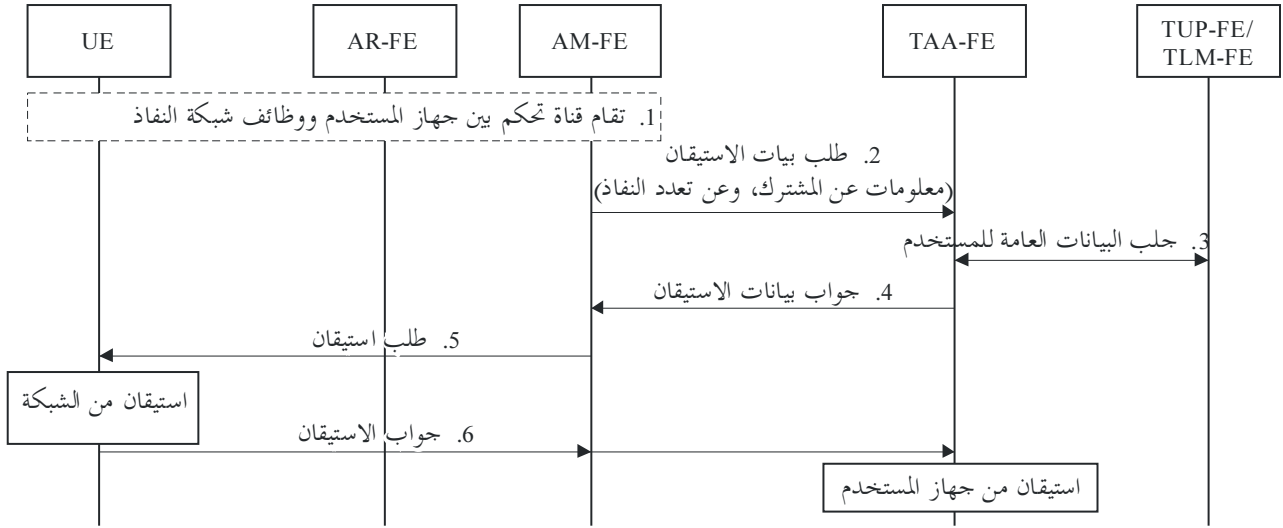 UE
AR-FE
AM-FE
TAA-FE
TUP-FE/
TLM-FE
1. تقام قناة تحكم بين جهاز المستخدم ووظائف شبكة النفاذ
2. طلب بيات الاستيقان
(معلومات عن المشترك، وعن تعدد النفاذ)
3. جلب البيانات العامة للمستخدم
4. جواب بيانات الاستيقان
5. طلب استيقان
استيقان من الشبكة
6. جواب الاستيقان
استيقان من جهاز المستخدم